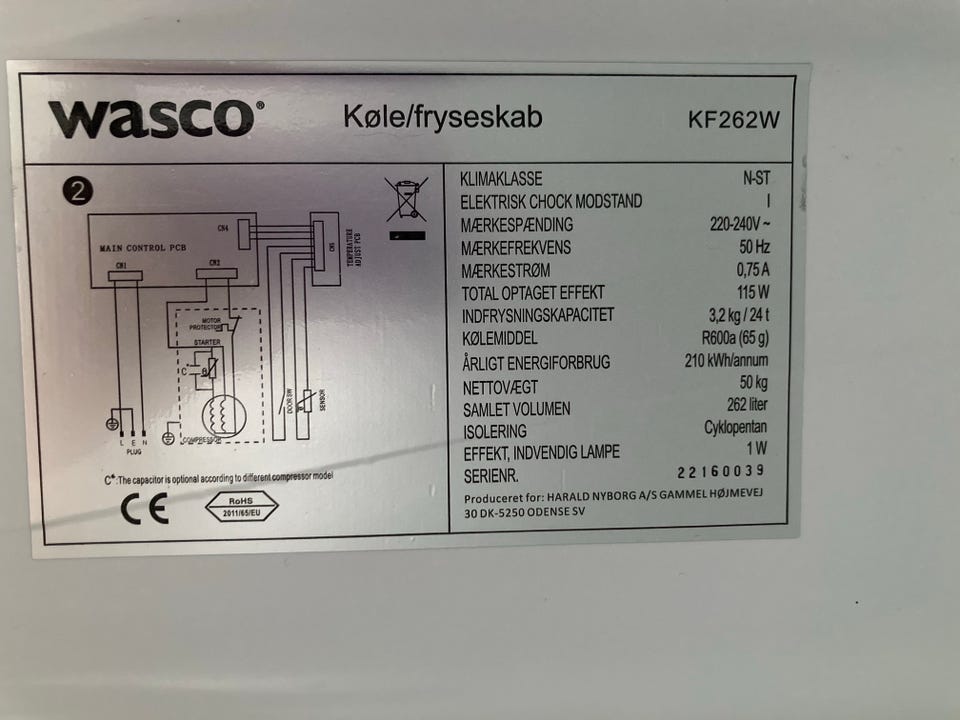 wasco®
Køle/fryseskab
KF262W
2
MAIN CONTROL PCB
CN4
CN5
TEMPERATURE
ADJUST PCB
CN1
CN2
MOTOR
PROTECTOR
STARTER
C*
θ
DOOR SW
SENSOR
L E N
PLUG
COMPRESSOR
C*:The capacitor is optional according to different compressor model
CE
RoHS
2011/65/EU
KLIMAKLASSE N-ST
ELEKTRISK CHOCK MODSTAND I
MÆRKESPÆNDING 220-240V ~
MÆRKEFREKVENS 50 Hz
MÆRKESTRØM 0,75 A
TOTAL OPTAGET EFFEKT 115 W
INDFRYSNINGSKAPACITET 3,2 kg / 24 t
KØLEMIDDEL R600a (65 g)
ÅRLIGT ENERGIFORBRUG 210 kWh/annum
NETTOVÆGT 50 kg
SAMLET VOLUMEN 262 liter
ISOLERING Cyklopentan
EFFEKT, INDVENDIG LAMPE 1 W
SERIENR. 22160039
Produceret for: HARALD NYBORG A/S GAMMEL HØJMEVEJ
30 DK-5250 ODENSE SV